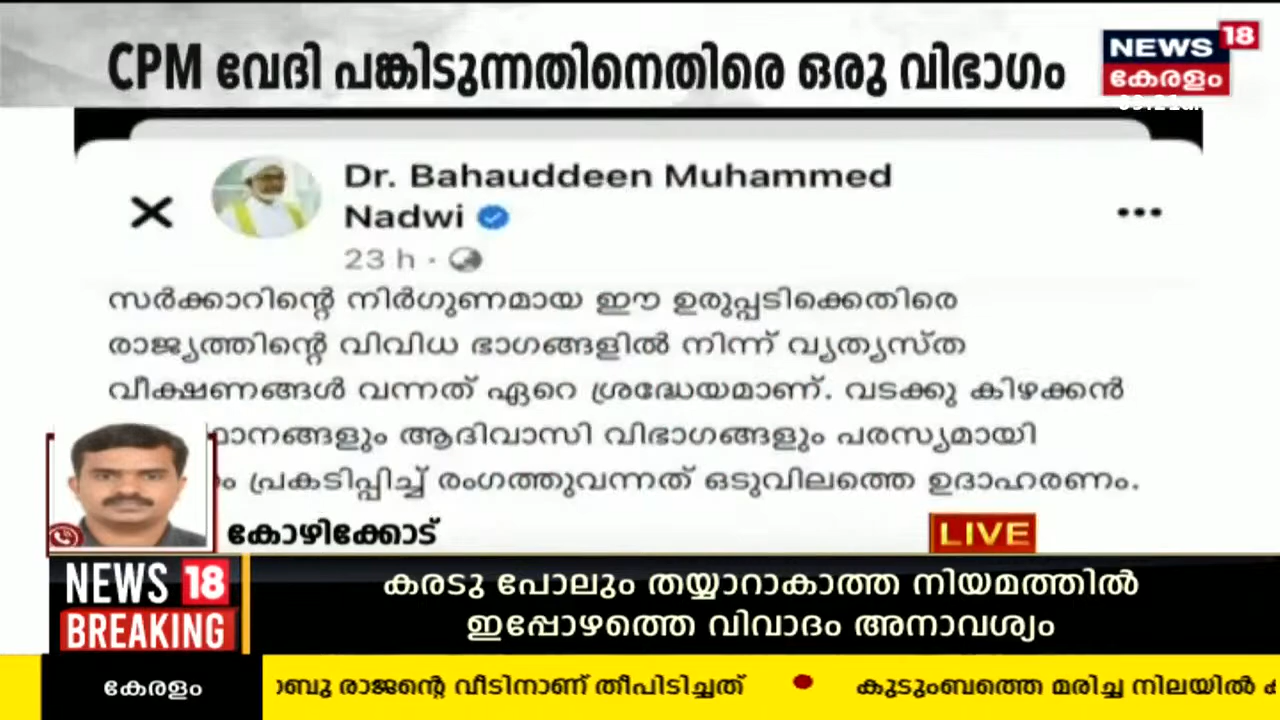 CPM വേദി പങ്കിടുന്നതിനെതിരെ ഒരു വിഭാഗം
NEWS 18
കേരളം
Dr. Bahauddeen Muhammed
Nadwi
23 h ·
സർക്കാറിന്റെ നിർഗുണമായ ഈ ഉരുപ്പടിക്കെതിരെ
രാജ്യത്തിന്റെ വിവിധ ഭാഗങ്ങളിൽ നിന്ന് വ്യത്യസ്ത
വീക്ഷണങ്ങൾ വന്നത് ഏറെ ശ്രദ്ധേയമാണ്. വടക്കു കിഴക്കൻ
ആദിവാസി വിഭാഗങ്ങളും പരസ്യമായി
പ്രകടിപ്പിച്ച് രംഗത്തുവന്നത് ഒടുവിലത്തെ ഉദാഹരണം.
കോഴിക്കോട്
LIVE
NEWS 18
BREAKING
കരടു പോലും തയ്യാറാകാത്ത നിയമത്തിൽ
ഇപ്പോഴത്തെ വിവാദം അനാവശ്യം
കേരളം
രാജന്റെ വീടിനാണ് തീപിടിച്ചത് • കുടുംബത്തെ മരിച്ച നിലയിൽ